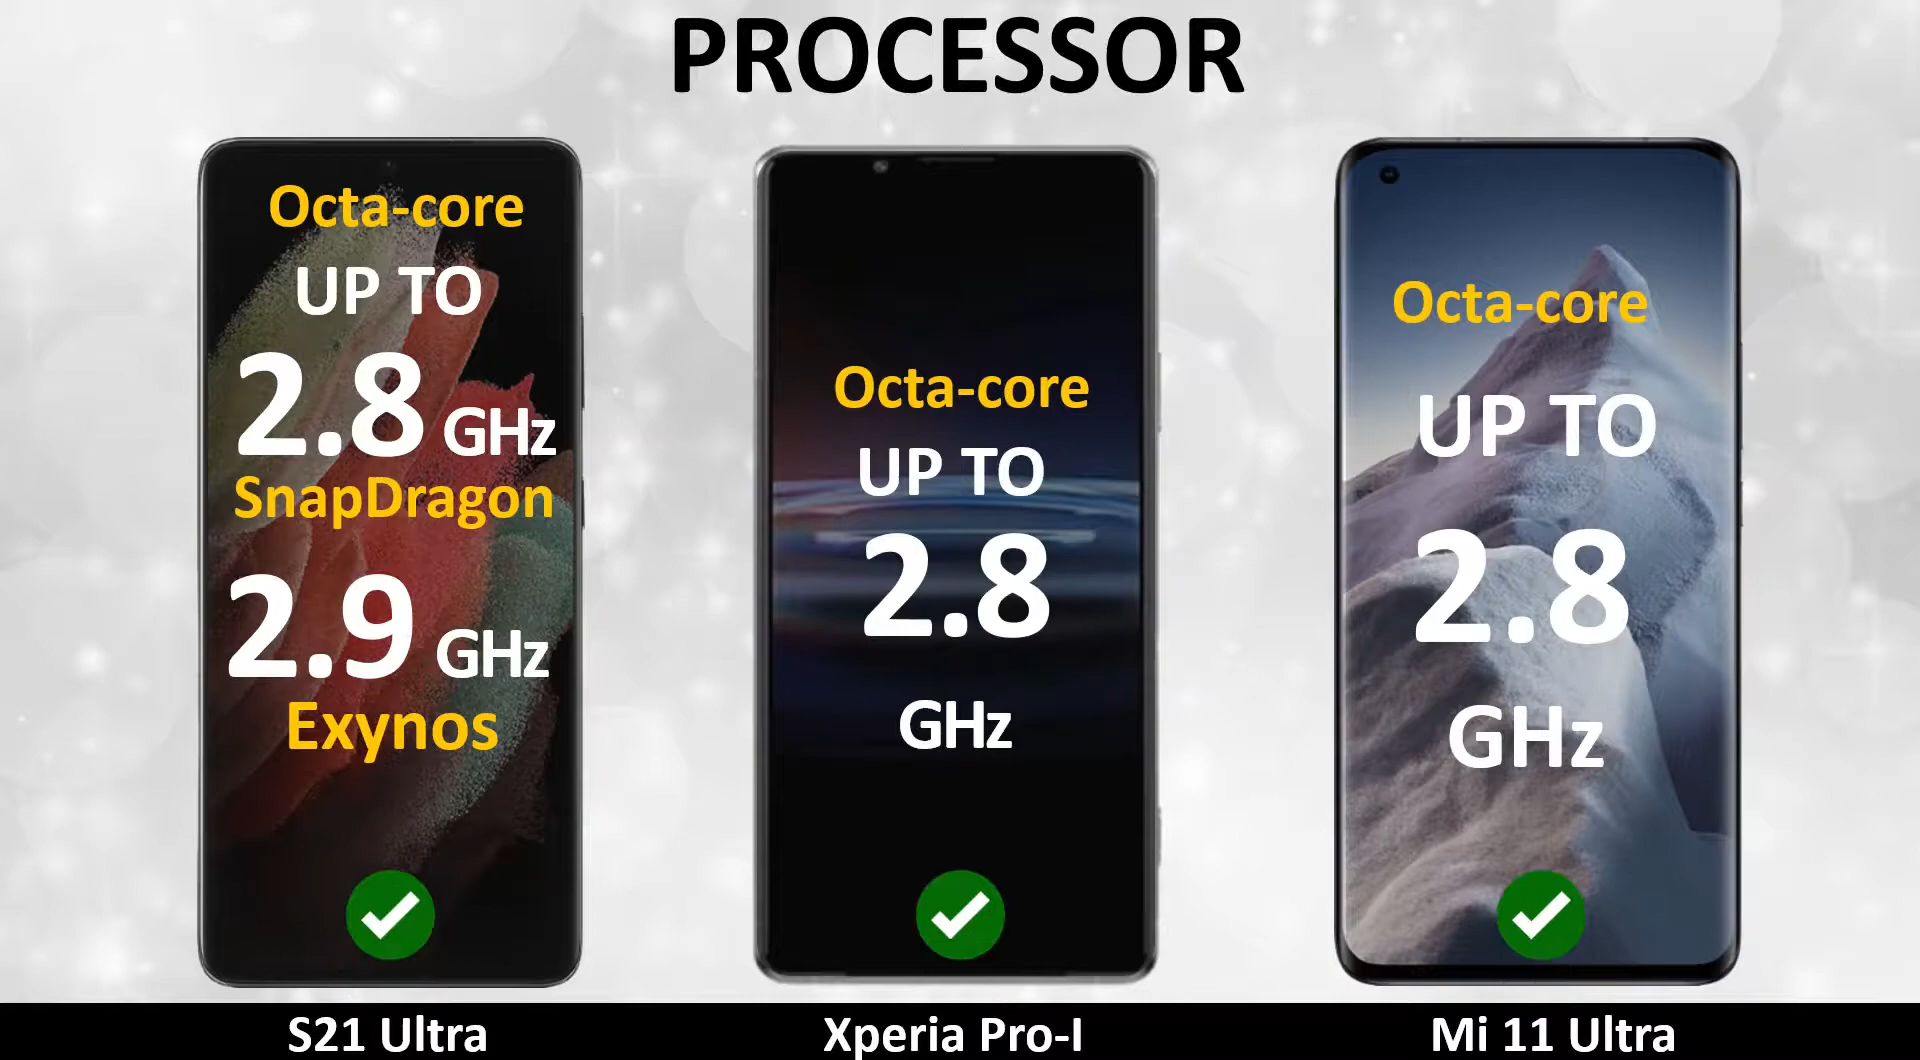 PROCESSOR
Octa-core
UP TO
2.8 GHz
SnapDragon
2.9 GHz
Exynos
Octa-core
UP TO
2.8
GHz
Octa-core
UP TO
2.8
GHz
S21 Ultra
Xperia Pro-I
Mi 11 Ultra